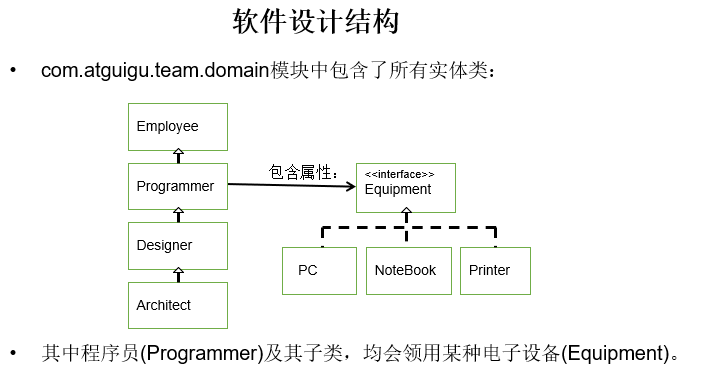 软件设计结构
• com.atguigu.team.domain模块中包含了所有实体类：
Employee
Programmer
包含属性：
<<interface>>
Equipment
Designer
Architect
PC
NoteBook
Printer
• 其中程序员(Programmer)及其子类，均会领用某种电子设备(Equipment)。